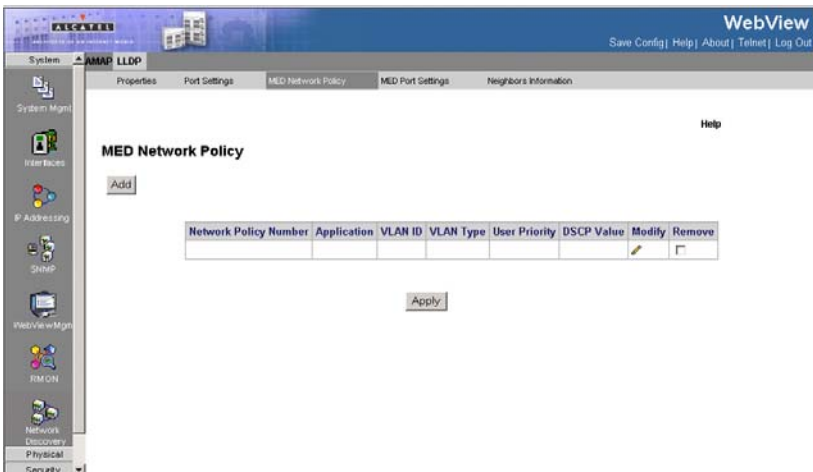 ALCATEL
WebView
Save Config| Help| About| Telnet| Log Out
System
AMAP LLDP
Properties Port Settings MED Network Policy MED Port Settings Neighbors Information
System Mgmt
Help
MED Network Policy
Interfaces
Add
IP Addressing
Network Policy Number Application VLAN ID VLAN Type User Priority DSCP Value Modify Remove
SNMP
Apply
WebViewMgm
RMON
Network
Discovery
Physical
Security